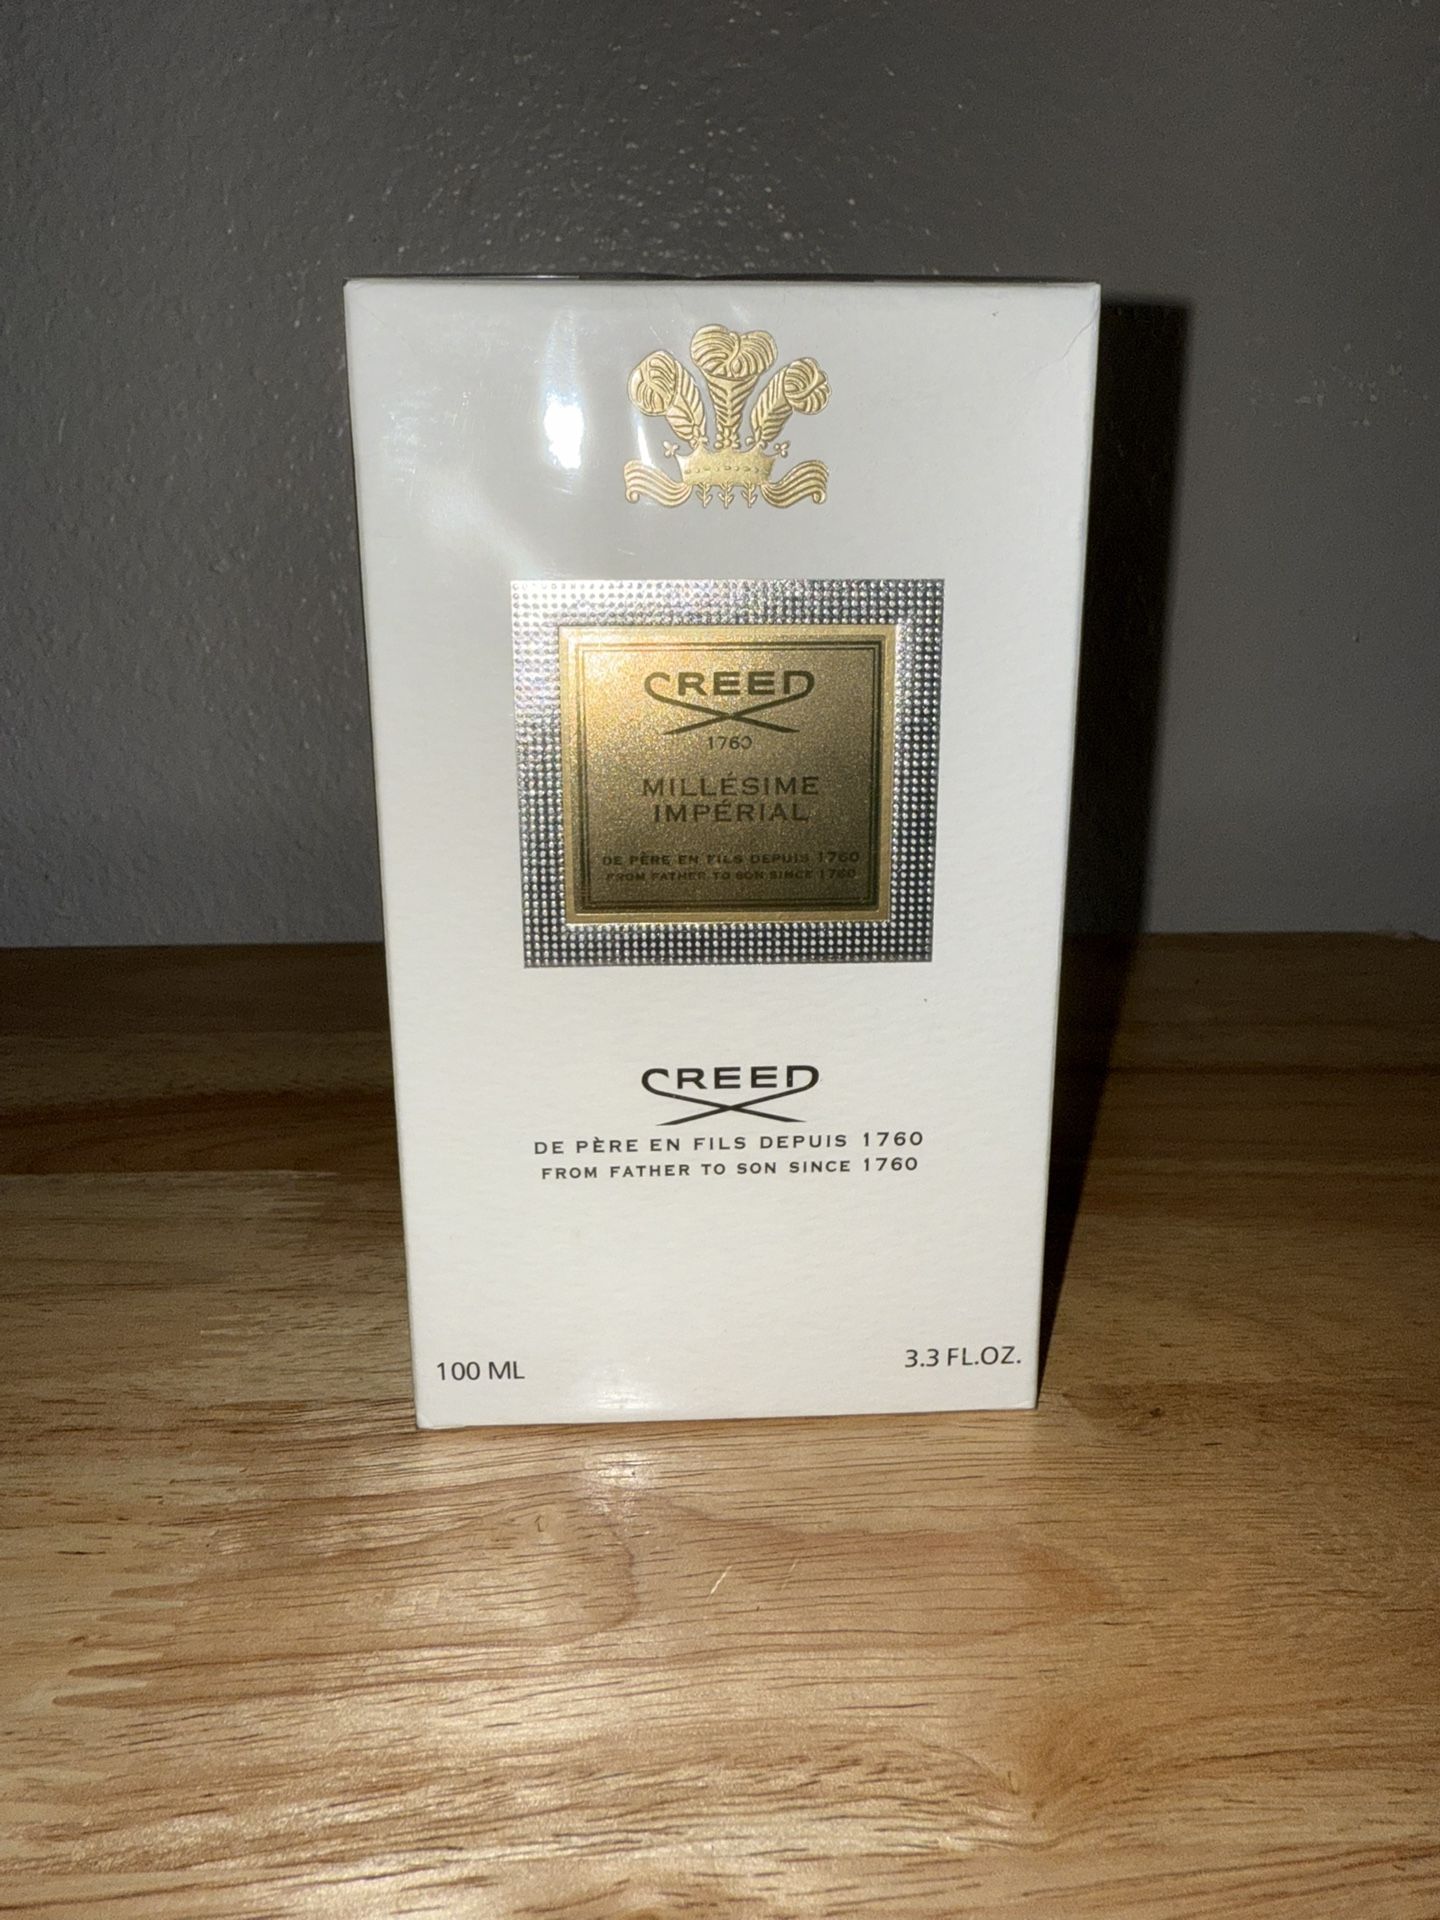 CREED
1760
MILLÉSIME
IMPÉRIAL
DE PÈRE EN FILS DEPUIS 1760
FROM FATHER TO SON SINCE 1760
CREED
DE PÈRE EN FILS DEPUIS 1760
FROM FATHER TO SON SINCE 1760
100 ML
3.3 FL.OZ.